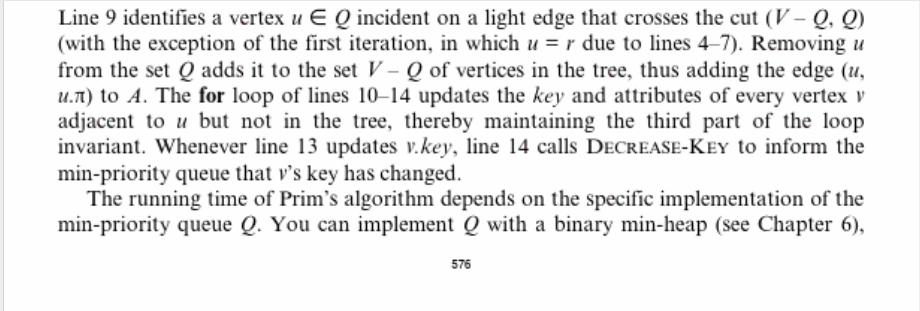 Line 9 identifies a vertex u ∈ Q incident on a light edge that crosses the cut (V – Q, Q)
(with the exception of the first iteration, in which u = r due to lines 4–7). Removing u
from the set Q adds it to the set V – Q of vertices in the tree, thus adding the edge (u,
u.π) to A. The for loop of lines 10–14 updates the key and attributes of every vertex v
adjacent to u but not in the tree, thereby maintaining the third part of the loop
invariant. Whenever line 13 updates v.key, line 14 calls DECREASE-KEY to inform the
min-priority queue that v's key has changed.
The running time of Prim's algorithm depends on the specific implementation of the
min-priority queue Q. You can implement Q with a binary min-heap (see Chapter 6),
576